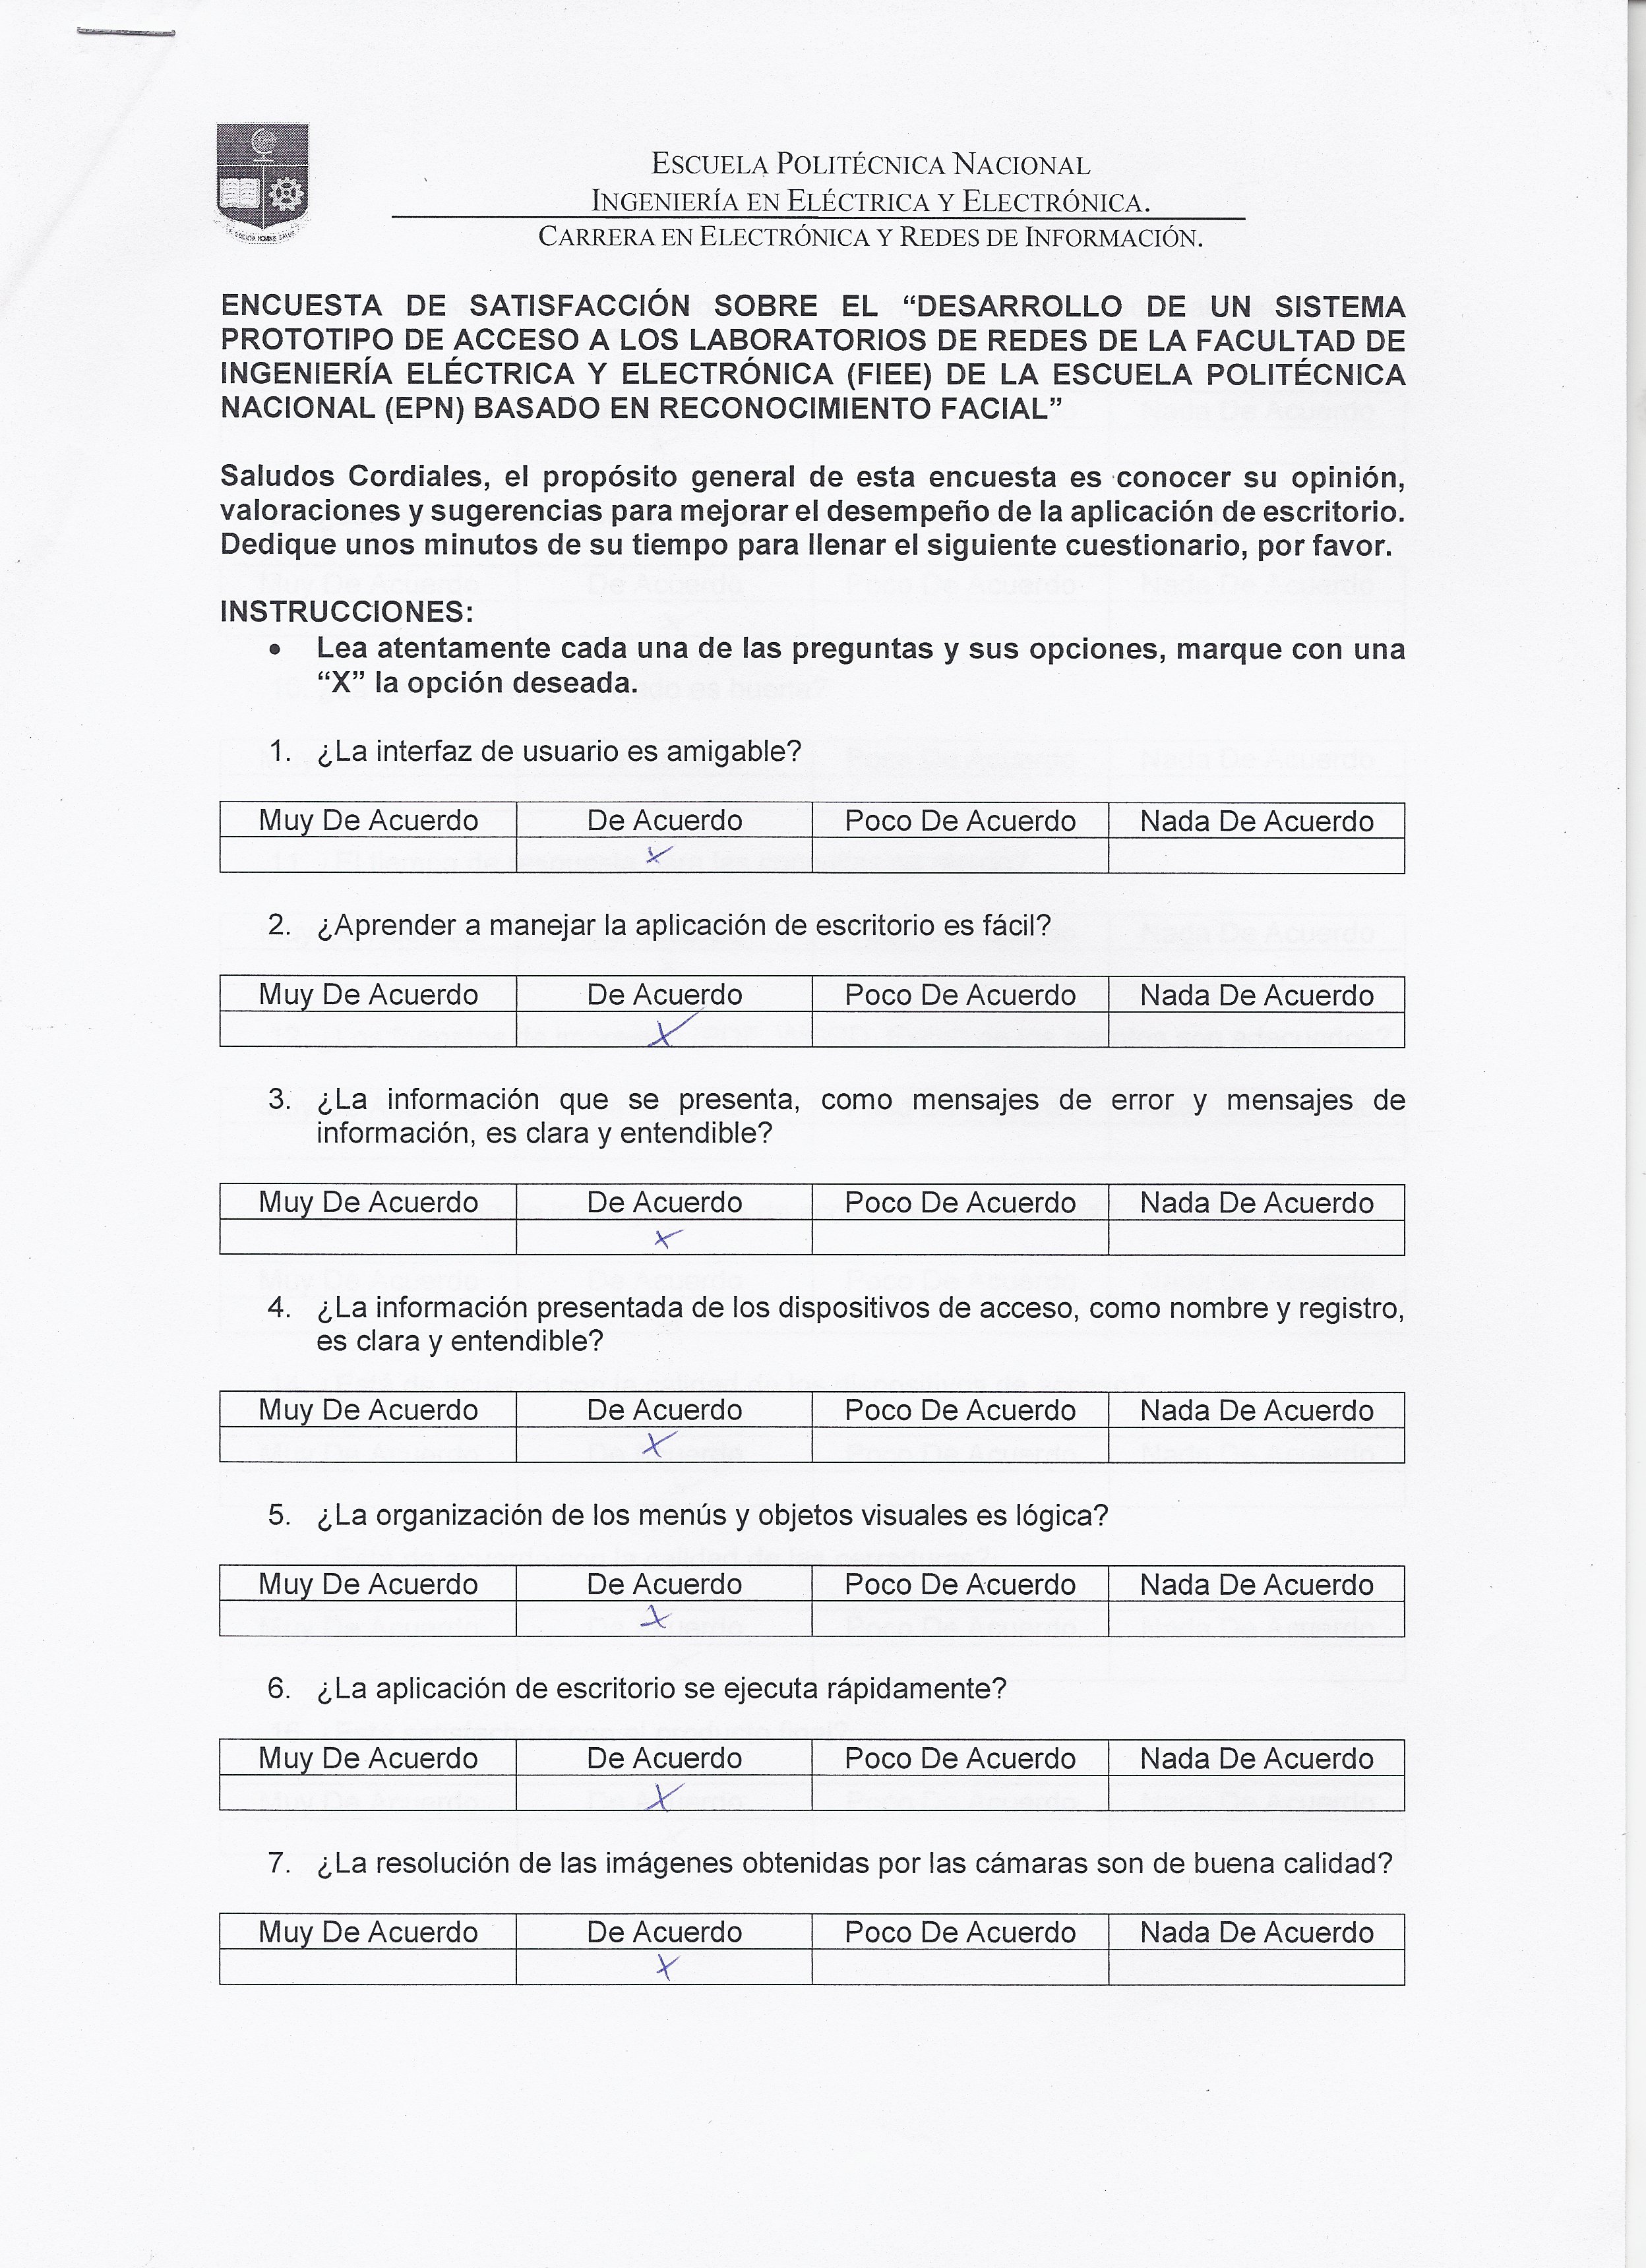 ESCUELA POLITÉCNICA NACIONAL
INGENIERÍA EN ELÉCTRICA Y ELECTRÓNICA.
CARRERA EN ELECTRÓNICA Y REDES DE INFORMACIÓN.
ENCUESTA DE SATISFACCIÓN SOBRE EL “DESARROLLO DE UN SISTEMA
PROTOTIPO DE ACCESO A LOS LABORATORIOS DE REDES DE LA FACULTAD DE
INGENIERÍA ELÉCTRICA Y ELECTRÓNICA (FIEE) DE LA ESCUELA POLITÉCNICA
NACIONAL (EPN) BASADO EN RECONOCIMIENTO FACIAL”
Saludos Cordiales, el propósito general de esta encuesta es conocer su opinión,
valoraciones y sugerencias para mejorar el desempeño de la aplicación de escritorio.
Dedique unos minutos de su tiempo para llenar el siguiente cuestionario, por favor.
INSTRUCCIONES:
• Lea atentamente cada una de las preguntas y sus opciones, marque con una
“X” la opción deseada.
1. ¿La interfaz de usuario es amigable?
Muy De Acuerdo De Acuerdo Poco De Acuerdo Nada De Acuerdo
X
2. ¿Aprender a manejar la aplicación de escritorio es fácil?
Muy De Acuerdo De Acuerdo Poco De Acuerdo Nada De Acuerdo
X
3. ¿La información que se presenta, como mensajes de error y mensajes de
información, es clara y entendible?
Muy De Acuerdo De Acuerdo Poco De Acuerdo Nada De Acuerdo
X
4. ¿La información presentada de los dispositivos de acceso, como nombre y registro,
es clara y entendible?
Muy De Acuerdo De Acuerdo Poco De Acuerdo Nada De Acuerdo
X
5. ¿La organización de los menús y objetos visuales es lógica?
Muy De Acuerdo De Acuerdo Poco De Acuerdo Nada De Acuerdo
X
6. ¿La aplicación de escritorio se ejecuta rápidamente?
Muy De Acuerdo De Acuerdo Poco De Acuerdo Nada De Acuerdo
X
7. ¿La resolución de las imágenes obtenidas por las cámaras son de buena calidad?
Muy De Acuerdo De Acuerdo Poco De Acuerdo Nada De Acuerdo
X